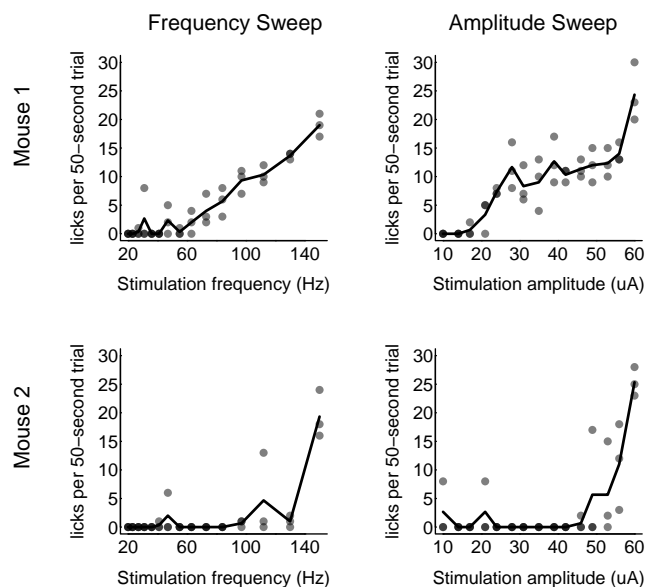 Frequency Sweep Amplitude Sweep
Mouse 1
licks per 50−second trial
30
25
20
15
10
5
0
20 60 100 140
Stimulation frequency (Hz)
licks per 50−second trial
30
25
20
15
10
5
0
10 20 30 40 50 60
Stimulation amplitude (uA)
Mouse 2
licks per 50−second trial
30
25
20
15
10
5
0
20 60 100 140
Stimulation frequency (Hz)
licks per 50−second trial
30
25
20
15
10
5
0
10 20 30 40 50 60
Stimulation amplitude (uA)